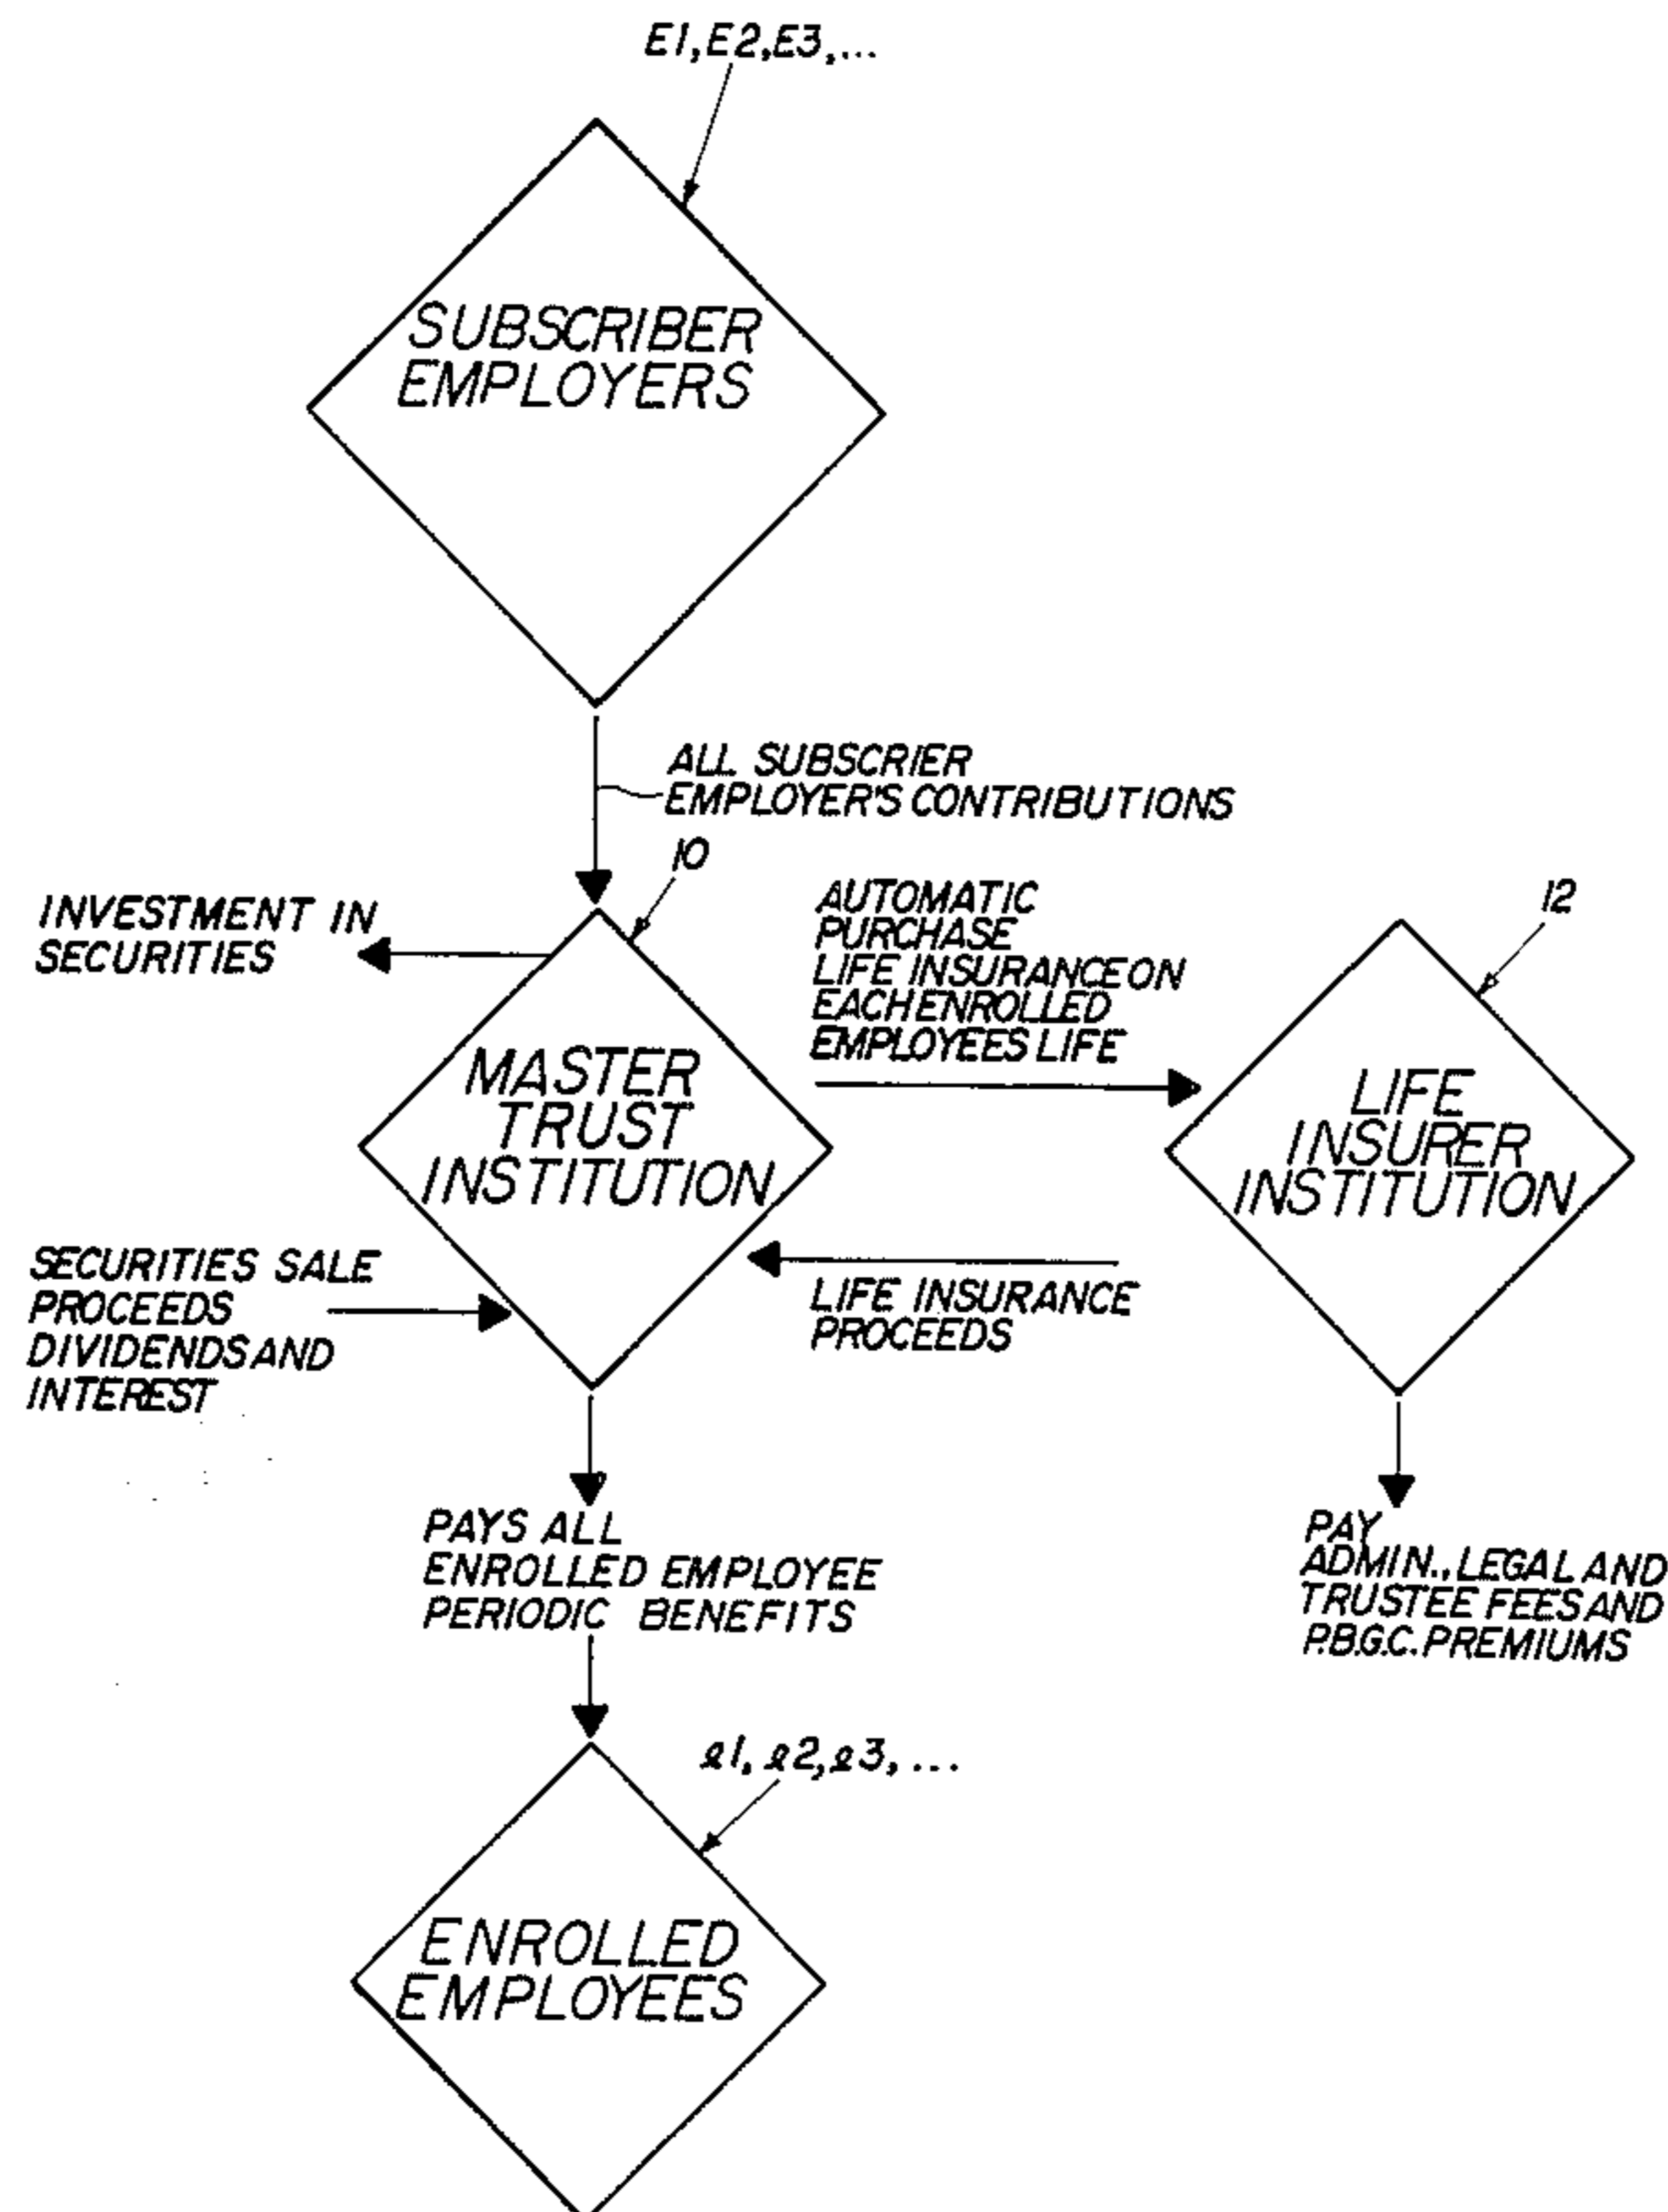 E1, E2, E3, ...
SUBSCRIBER
EMPLOYERS
ALL SUBSCRIER
EMPLOYER'S CONTRIBUTIONS
10
INVESTMENT IN
SECURITIES
AUTOMATIC
PURCHASE
LIFE INSURANCE ON
EACH ENROLLED
EMPLOYEES LIFE
12
MASTER
TRUST
INSTITUTION
LIFE
INSURER
INSTITUTION
SECURITIES SALE
PROCEEDS
DIVIDENDS AND
INTEREST
LIFE INSURANCE
PROCEEDS
PAYS ALL
ENROLLED EMPLOYEE
PERIODIC BENEFITS
PAY
ADMIN., LEGAL AND
TRUSTEE FEES AND
P.B.G.C. PREMIUMS
e1, e2, e3, ...
ENROLLED
EMPLOYEES